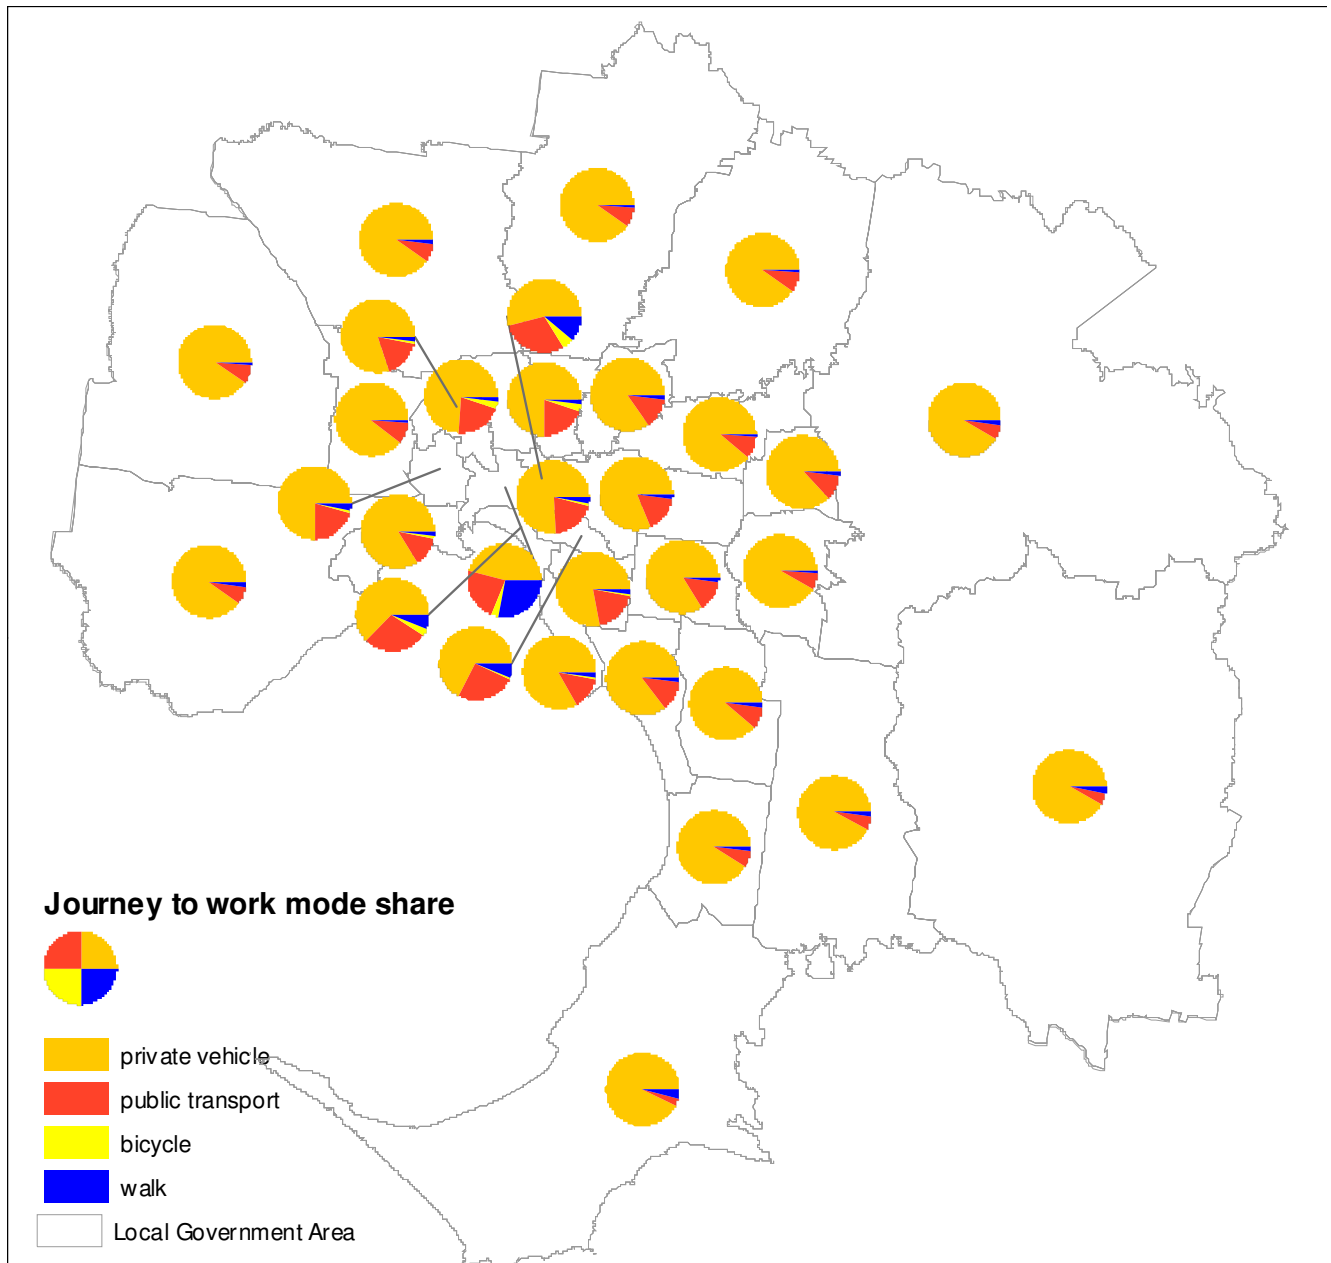 Journey to work mode share
private vehicle
public transport
bicycle
walk
Local Government Area